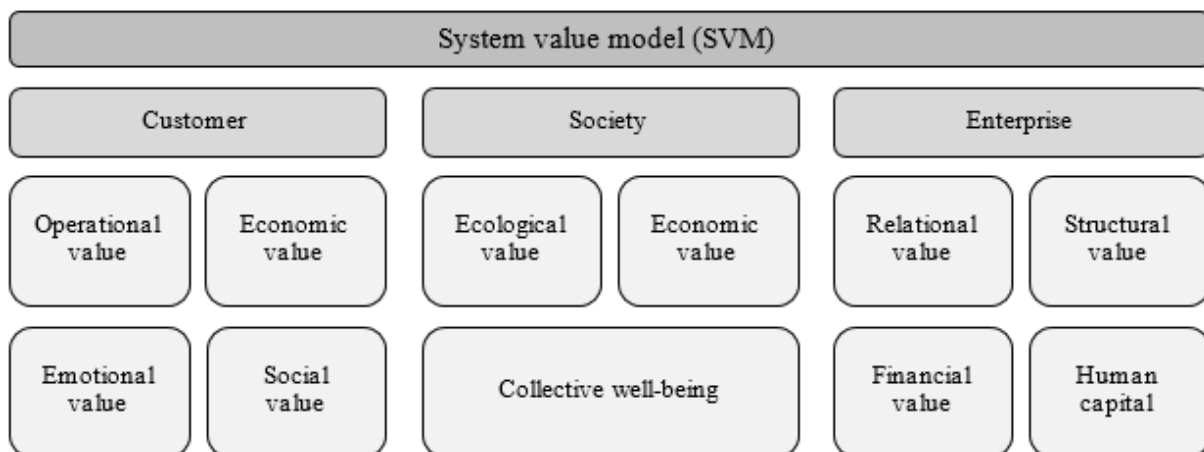 System value model (SVM)
Customer
Society
Enterprise
Operational
value
Economic
value
Ecological
value
Economic
value
Relational
value
Structural
value
Emotional
value
Social
value
Collective well-being
Financial
value
Human
capital